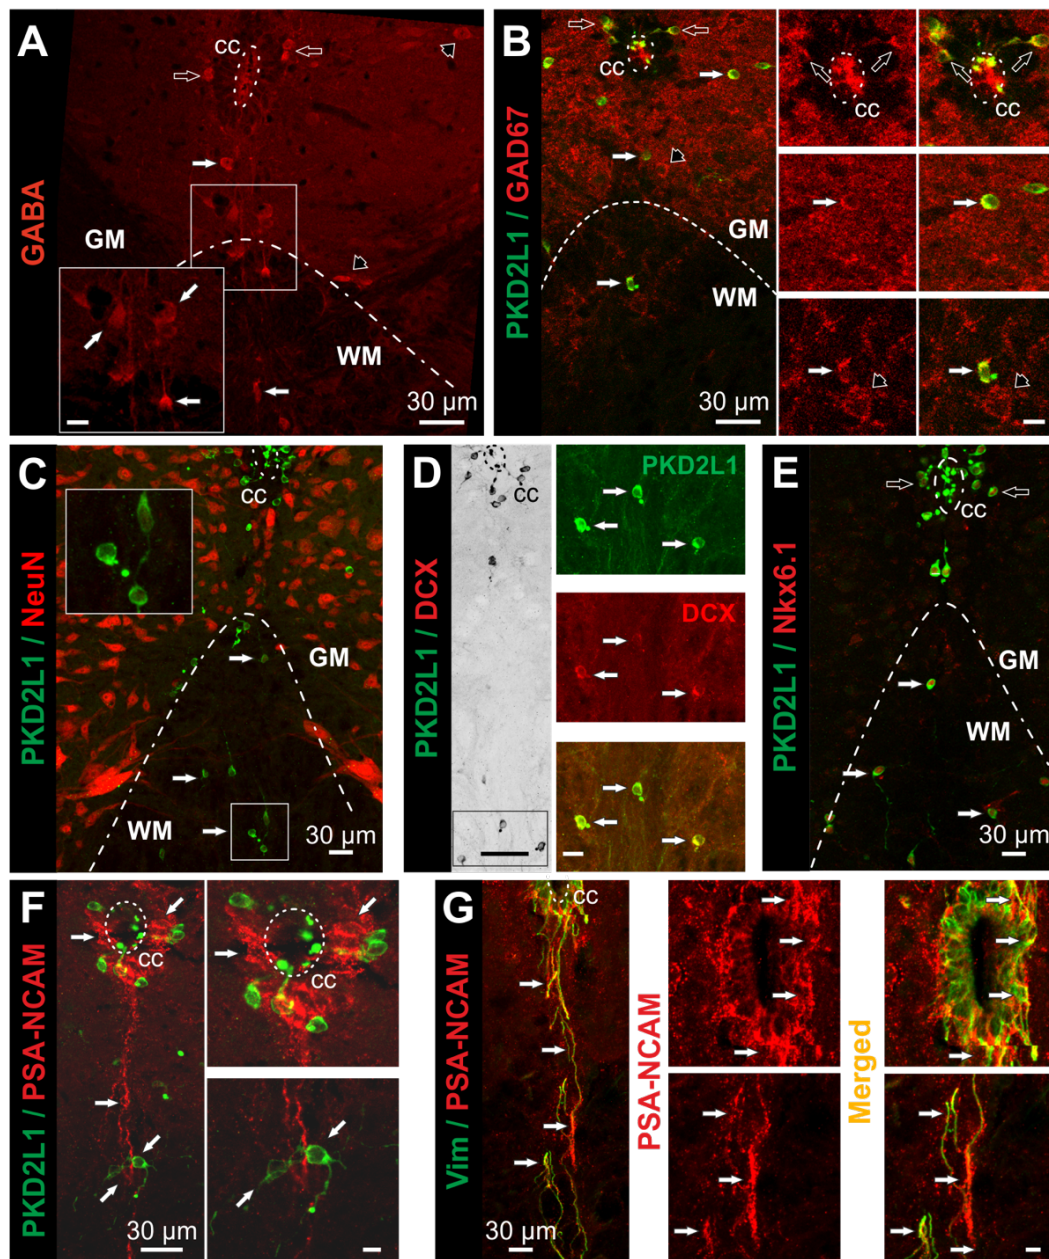 A
GABA
cc
GM
WM
30 µm
B
PKD2L1 / GAD67
cc
GM
WM
30 µm
cc
cc
C
PKD2L1 / NeuN
cc
GM
WM
30 µm
D
PKD2L1 / DCX
cc
PKD2L1
DCX
E
PKD2L1 / Nkx6.1
cc
GM
WM
30 µm
F
PKD2L1 / PSA-NCAM
cc
30 µm
cc
G
Vim / PSA-NCAM
cc
30 µm
PSA-NCAM
Merged